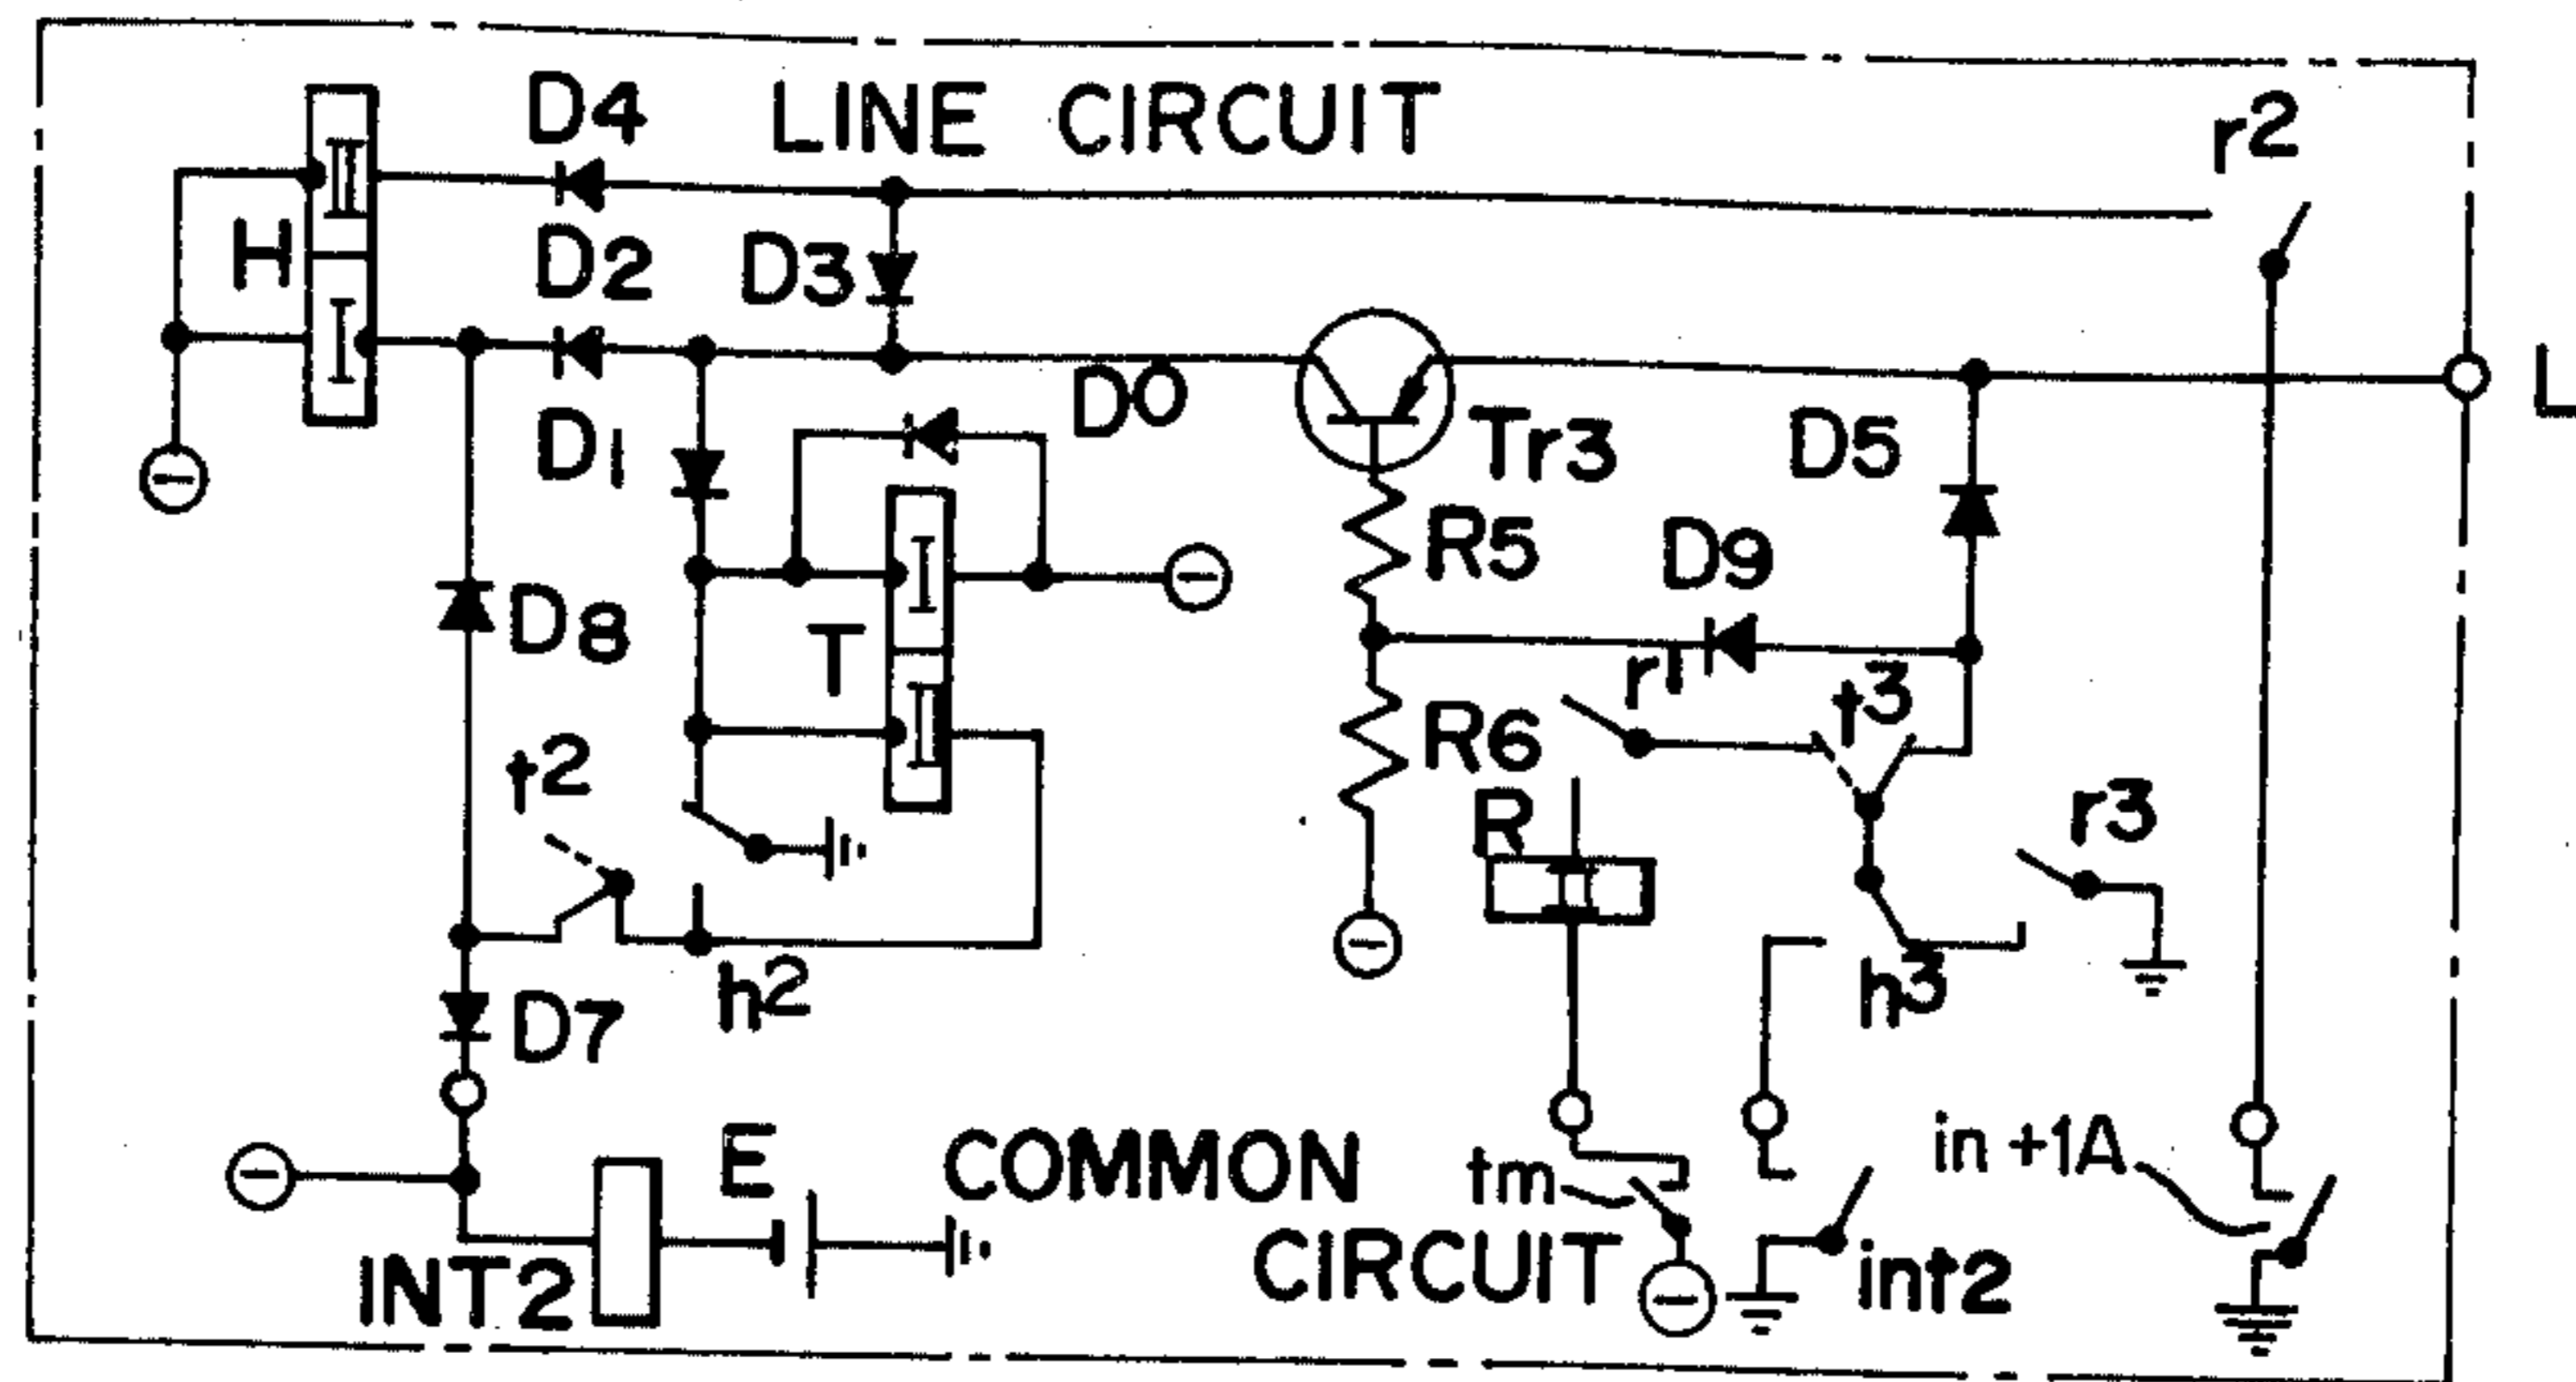 D4
LINE CIRCUIT
r2
II
H
D2
D3
I
D0
L
D1
Tr3
D5
I
R5
D9
D8
T
r1
t3
II
R6
t2
R
r3
h2
h3
D7
E
COMMON
CIRCUIT
tm
in +1A
INT2
int2